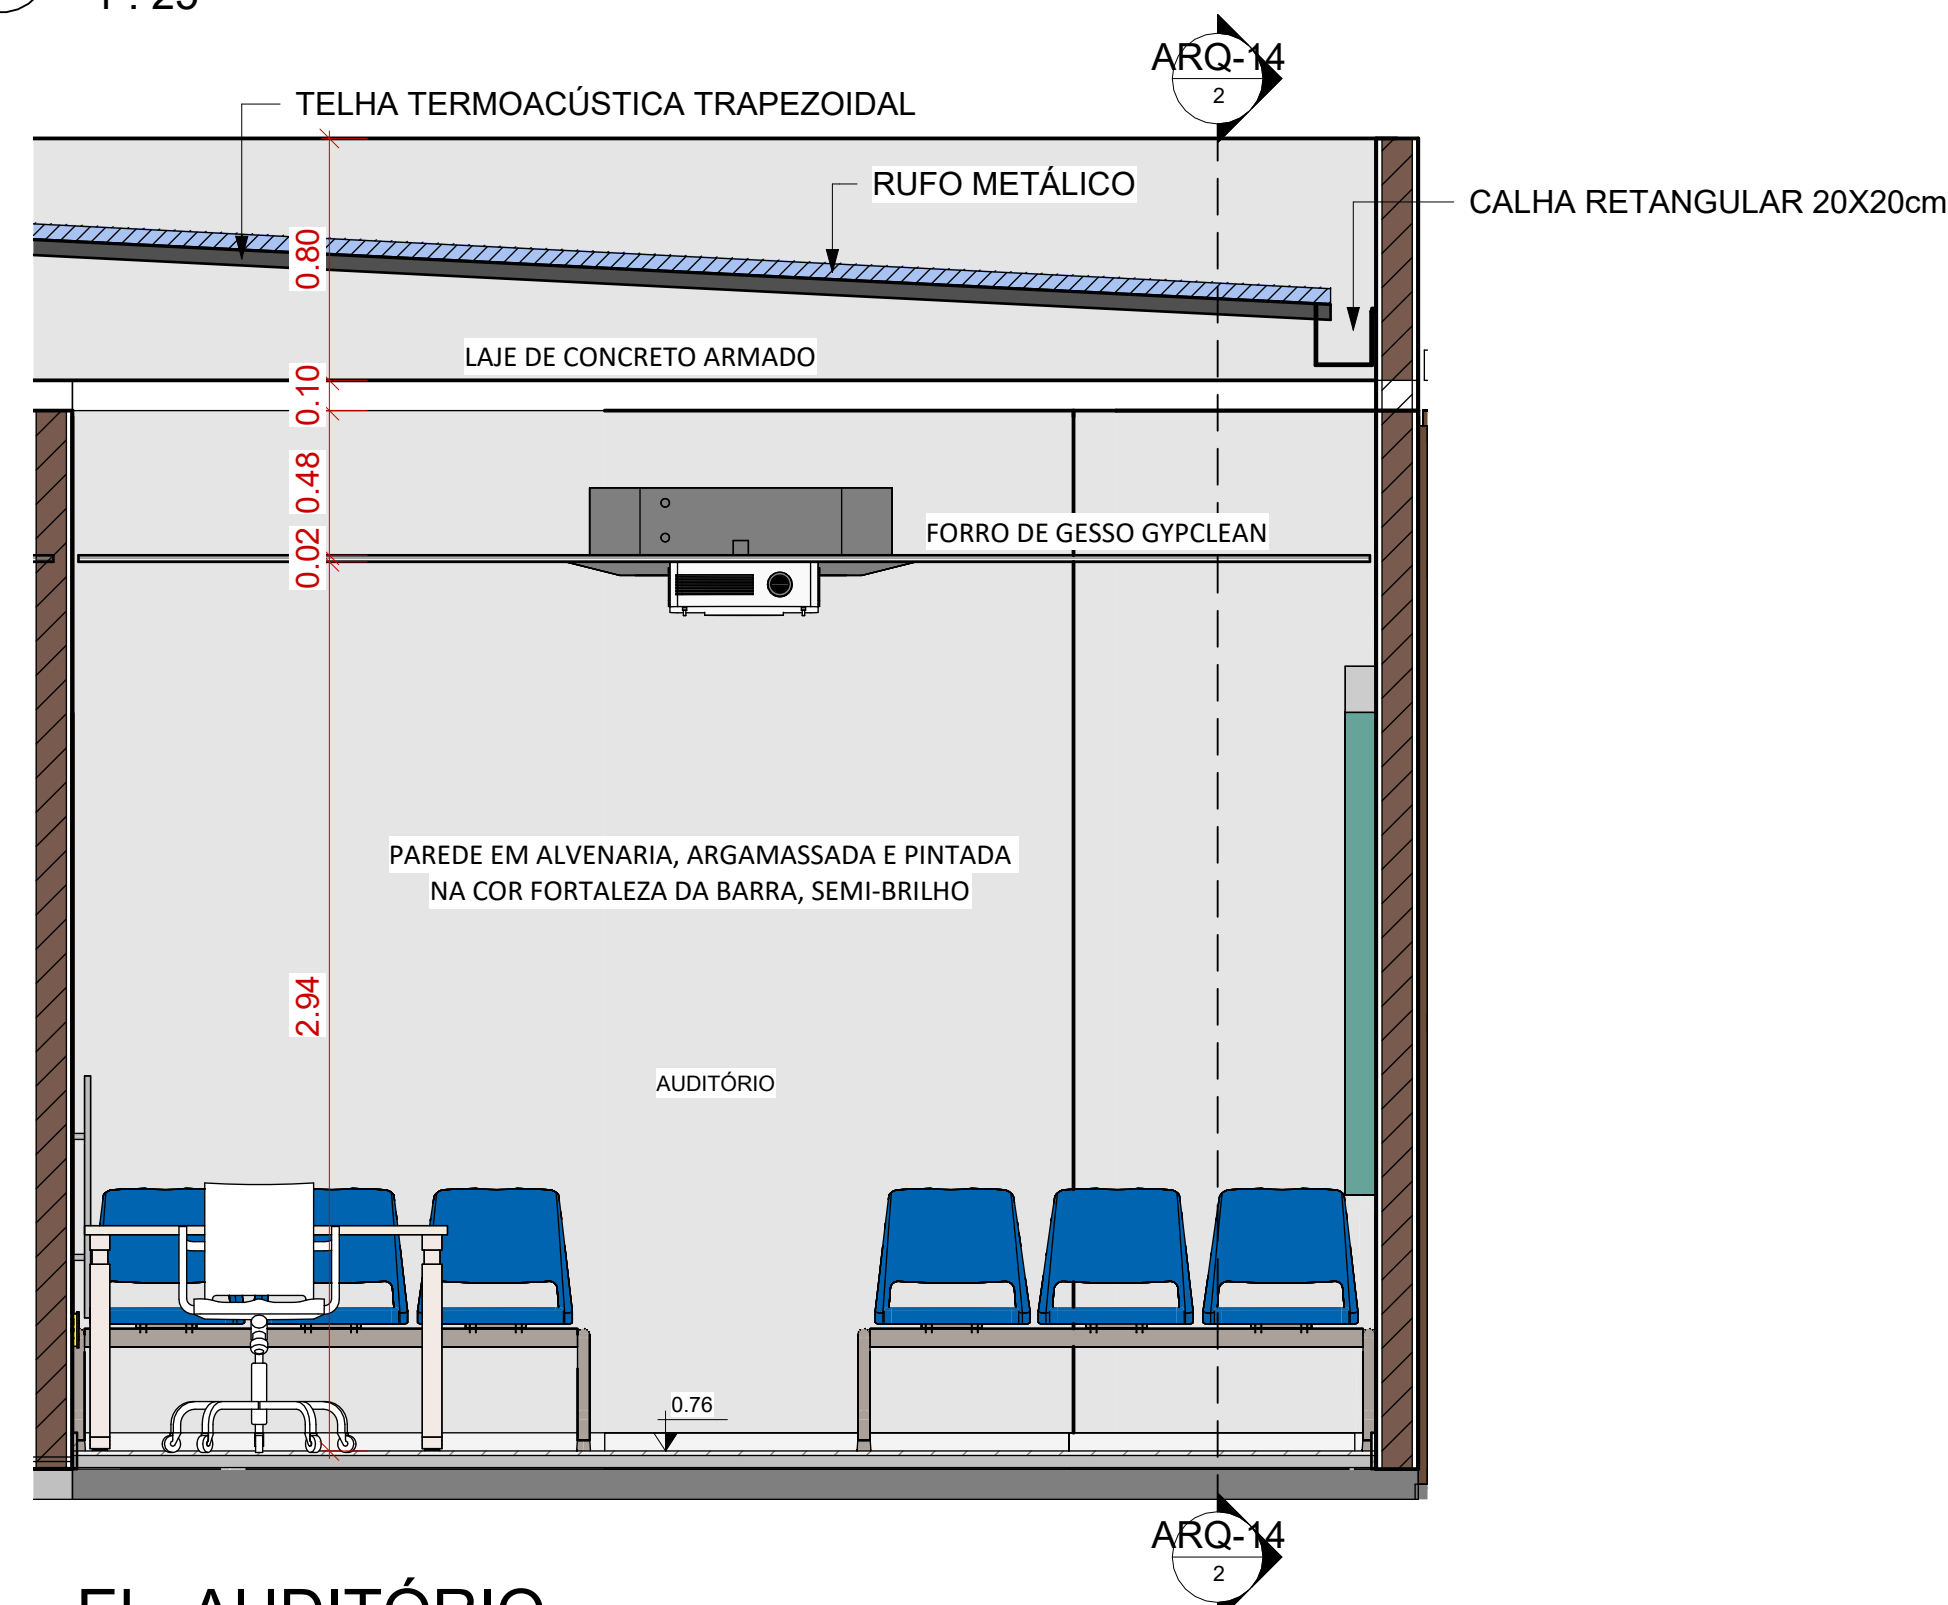 ARQ-14
2
TELHA TERMOACÚSTICA TRAPEZOIDAL
RUFO METÁLICO
CALHA RETANGULAR 20X20cm
0.80
LAJE DE CONCRETO ARMADO
0.10
0.48
FORRO DE GESSO GYPCLEAN
0.02
PAREDE EM ALVENARIA, ARGAMASSADA E PINTADA
NA COR FORTALEZA DA BARRA, SEMI-BRILHO
2.94
AUDITÓRIO
0.76
ARQ-14
2